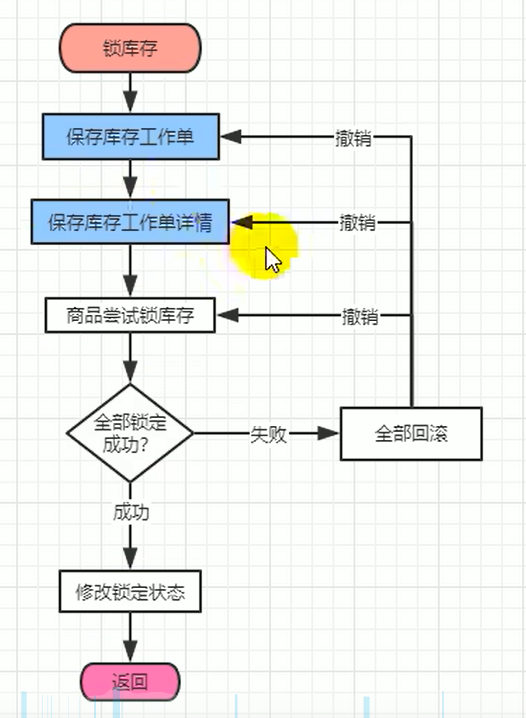 锁库存
保存库存工作单
撤销
保存库存工作单详情
撤销
商品尝试锁库存
撤销
全部锁定
成功?
失败
全部回滚
成功
修改锁定状态
返回